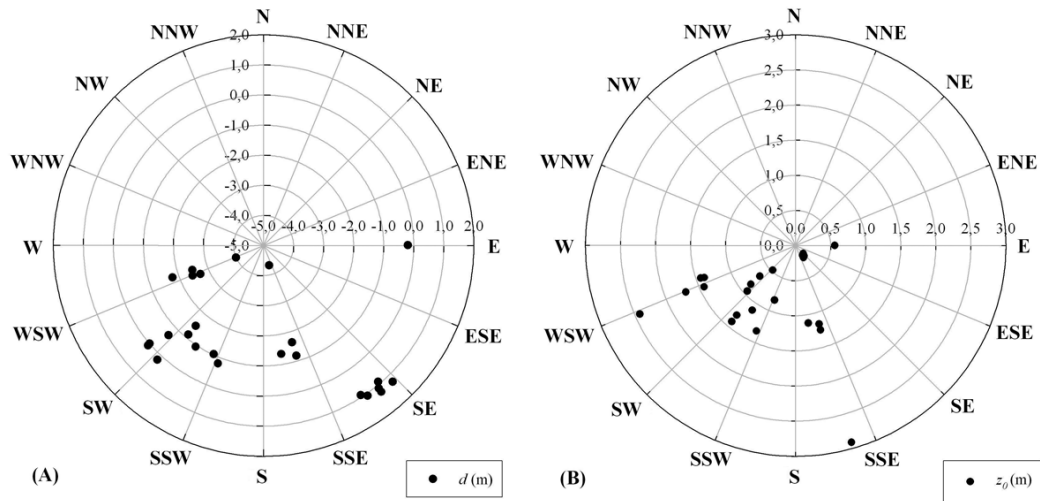 N
NNW
NNE
NW
NE
WNW
ENE
W
E
WSW
ESE
SW
SE
SSW
SSE
S
2,0
1,0
0,0
-1,0
-2,0
-3,0
-4,0
-5,0
-5,0 -4,0 -3,0 -2,0 -1,0 0,0 1,0 2,0
(A)
d (m)
N
NNW
NNE
NW
NE
WNW
ENE
W
E
WSW
ESE
SW
SE
SSW
SSE
S
3,0
2,5
2,0
1,5
1,0
0,5
0,0
0,0 0,5 1,0 1,5 2,0 2,5 3,0
(B)
z0 (m)